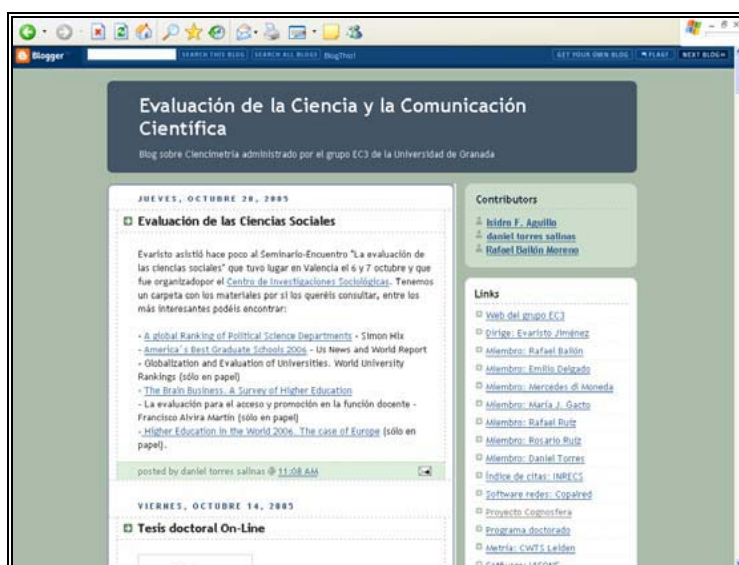 Blogger
SEARCH THIS BLOG
SEARCH ALL BLOGS
BlogThis!
GET YOUR OWN BLOG
FLAG?
NEXT BLOG»
Evaluación de la Ciencia y la Comunicación
Científica
Blog sobre Ciencimetría administrado por el grupo EC3 de la Universidad de Granada
JUEVES, OCTUBRE 20, 2005
Evaluación de las Ciencias Sociales
Evaristo asistió hace poco al Seminario-Encuentro "La evaluación de
las ciencias sociales" que tuvo lugar en Valencia el 6 y 7 octubre y que
fue organizadopor el Centro de Investigaciones Sociológicas. Tenemos
un carpeta con los materiales por si los queréis consultar, entre los
más interesantes podéis encontrar:
- A global Ranking of Political Science Departments - Simon Hix
- America´s Best Graduate Schools 2006 - Us News and World Report
- Globalization and Evaluation of Universities. World University
Rankings (sólo en papel)
- The Brain Business. A Survey of Higher Education
- La evaluación para el acceso y promoción en la función docente -
Francisco Alvira Martín (sólo en papel)
- Higher Education in the World 2006. The case of Europe (sólo en
papel).
posted by daniel torres salinas @ 11:08 AM
VIERNES, OCTUBRE 14, 2005
Tesis doctoral On-Line
Contributors
Isidro F. Aguillo
daniel torres salinas
Rafael Bailón Moreno
Links
Web del grupo EC3
Dirige: Evaristo Jiménez
Miembro: Rafael Bailón
Miembro: Emilio Delgado
Miembro: Mercedes dl Moneda
Miembro: María J. Gacto
Miembro: Rafael Ruiz
Miembro: Rosario Ruiz
Miembro: Daniel Torres
Índice de citas: INRECS
Software redes: Copalred
Proyecto Cognosfera
Programa doctorado
Metría: CWTS Leiden